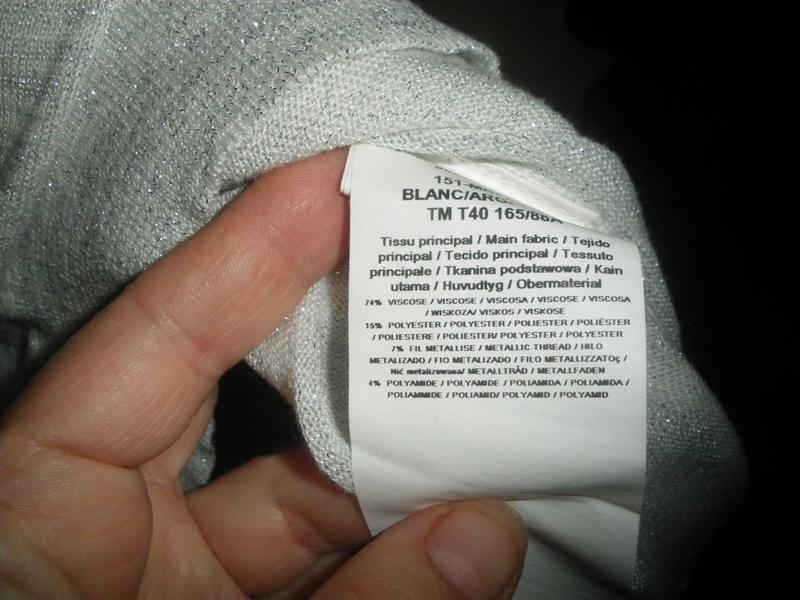 151-M
BLANC/ARG
TM T40 165/88A
Tissu principal / Main fabric / Tejido
principal / Tecido principal / Tessuto
principale / Tkanina podstawowa / Kain
utama / Huvudtyg / Obermaterial
74% VISCOSE / VISCOSE / VISCOSA / VISCOSE / VISCOSA
/ WISKOZA/ VISKOS / VISKOSE
15% POLYESTER / POLYESTER / POLIESTER / POLIÉSTER
/ POLIESTERE / POLIESTER/ POLYESTER / POLYESTER
7% FIL METALLISE / METALLIC THREAD / HILO
METALIZADO / FIO METALIZADO / FILO METALLIZZATOç /
Nić metalizowana/ METALLTRÅD / METALLFADEN
4% POLYAMIDE / POLYAMIDE / POLIAMIDA / POLIAMIDA /
POLIAMMIDE / POLIAMID/ POLYAMID / POLYAMID